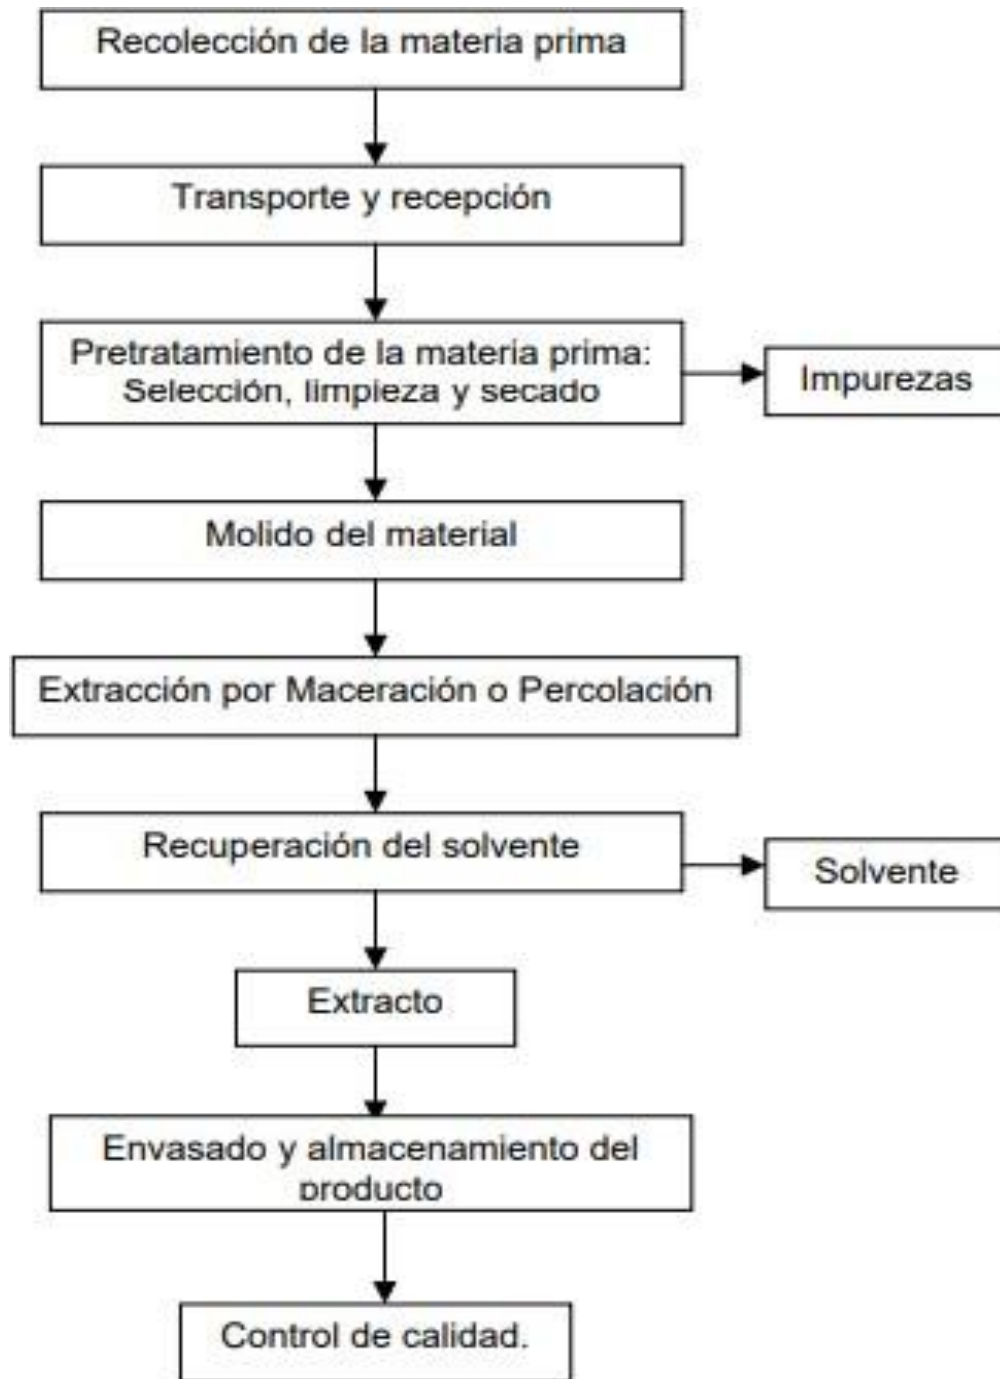 Recolección de la materia prima
Transporte y recepción
Pretratamiento de la materia prima:
Selección, limpieza y secado
Impurezas
Molido del material
Extracción por Maceración o Percolación
Recuperación del solvente
Solvente
Extracto
Envasado y almacenamiento del
producto
Control de calidad.